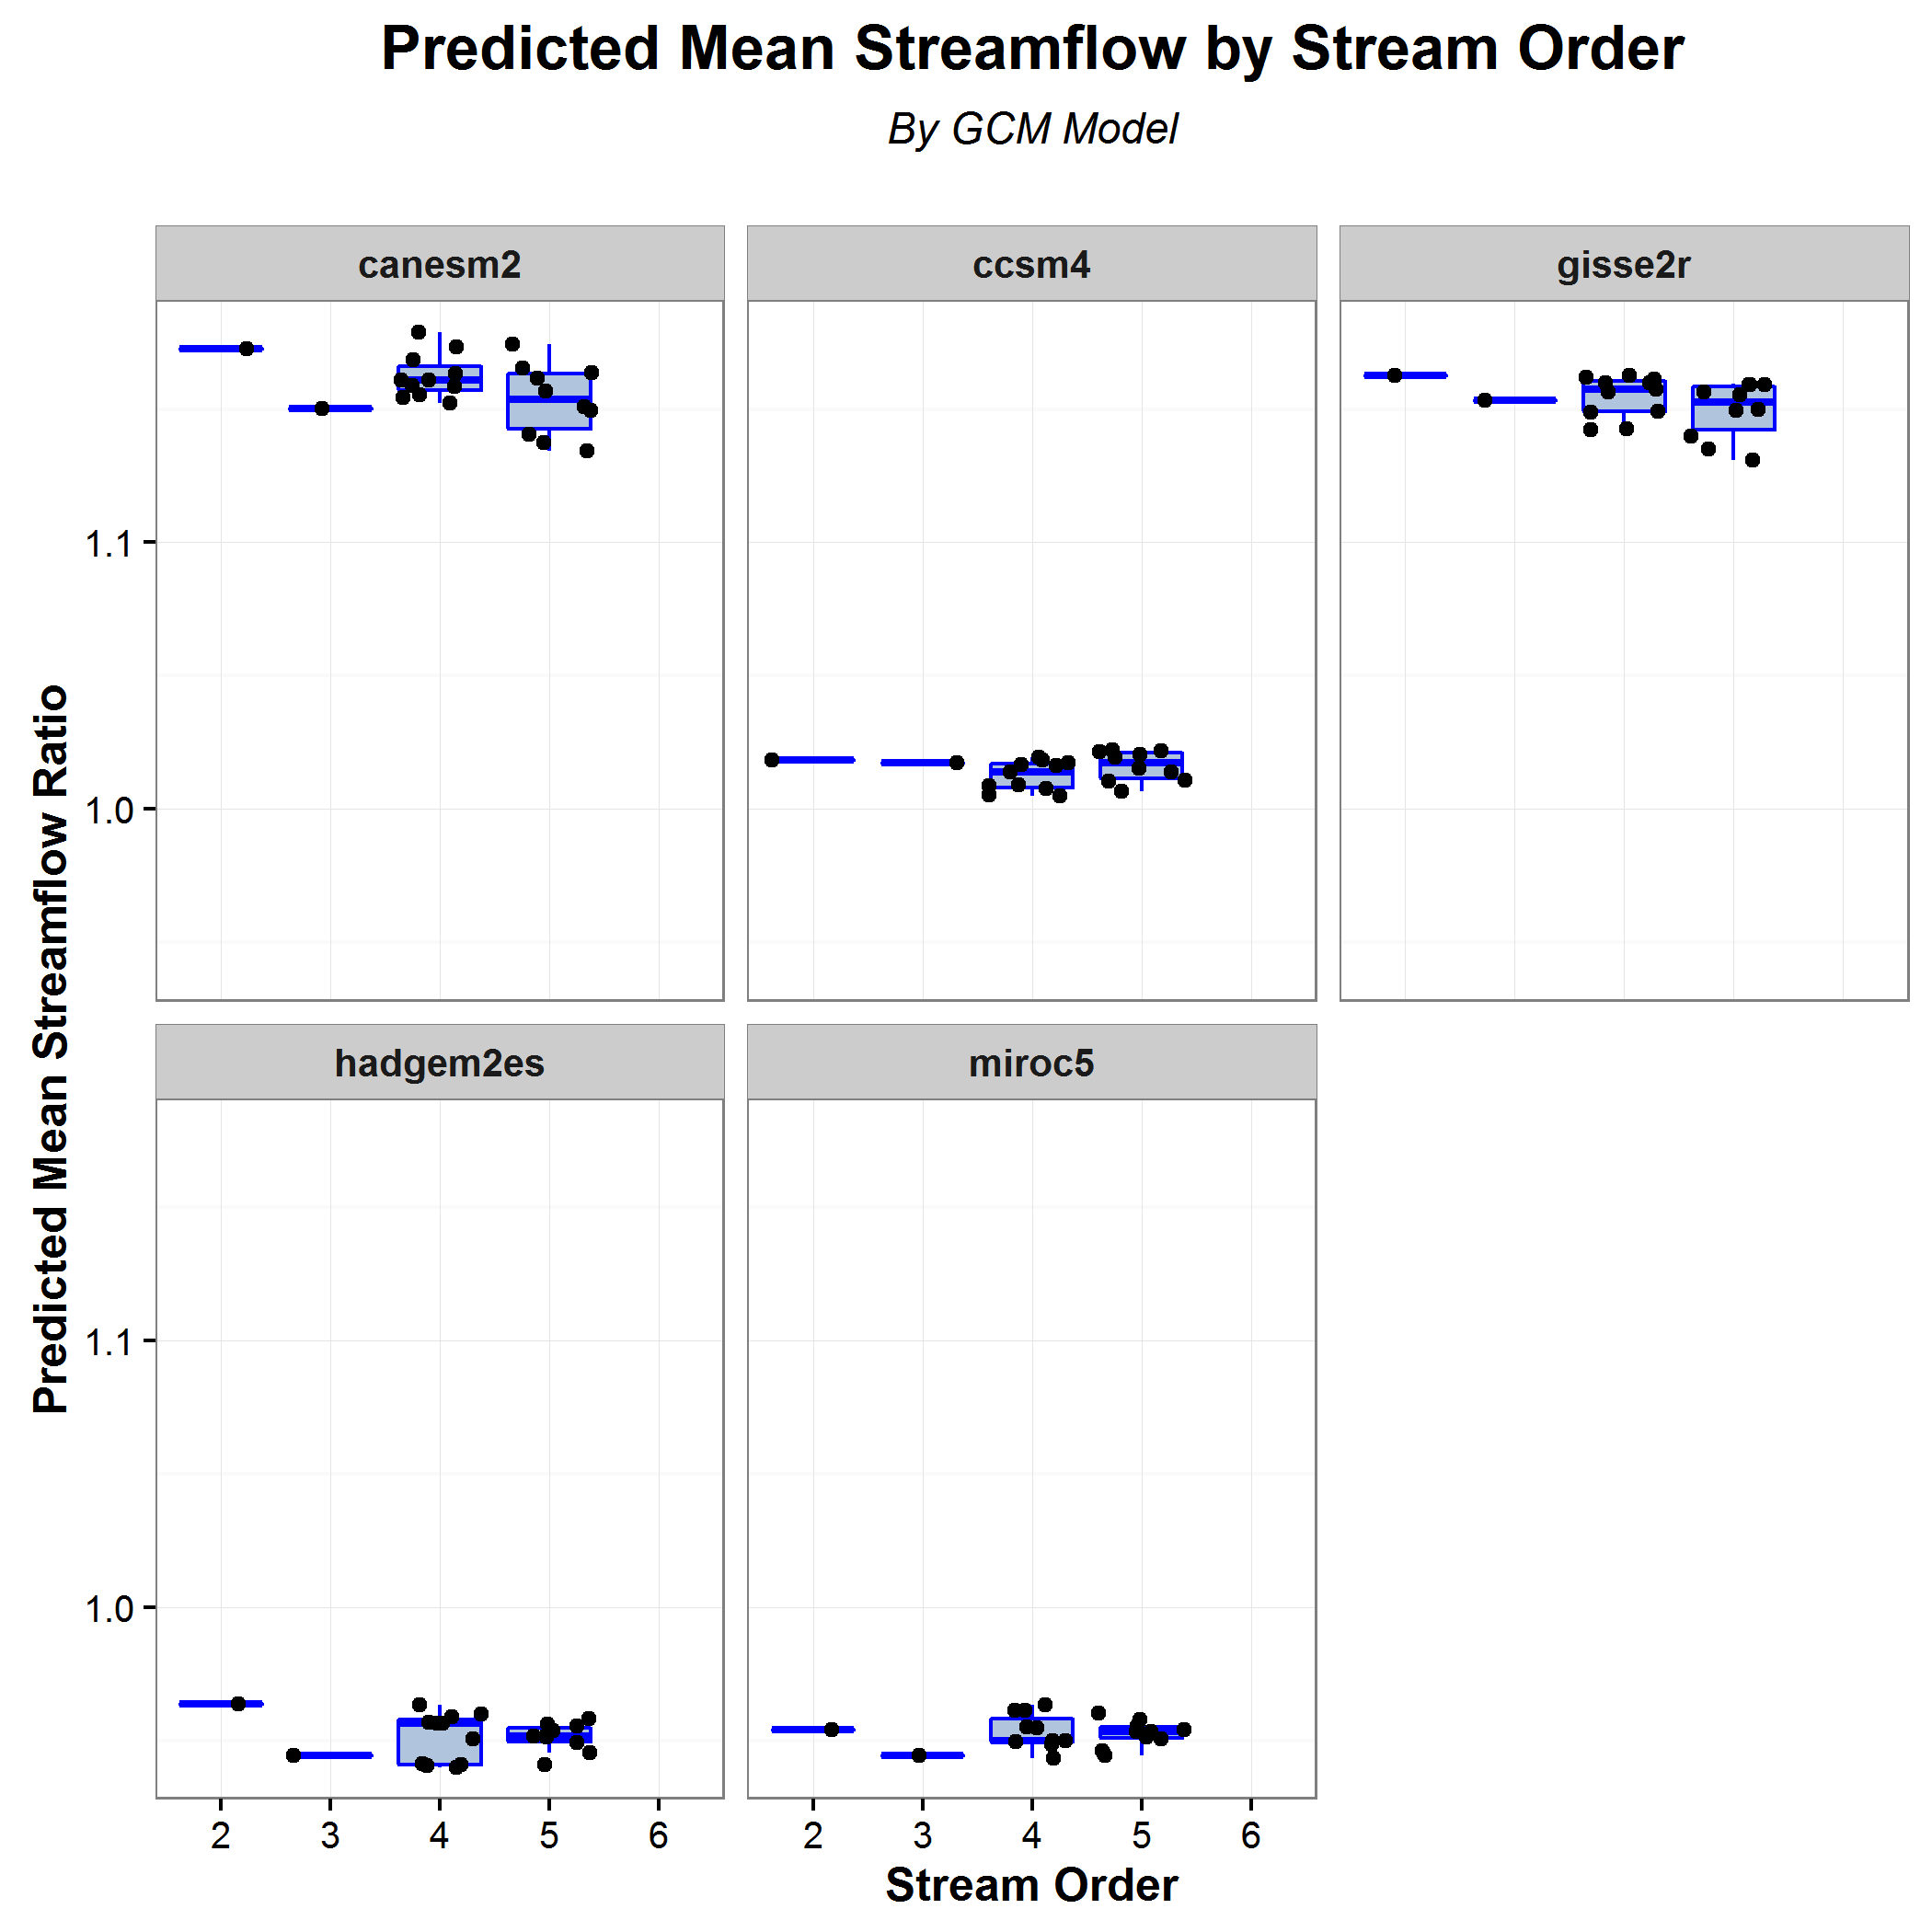 Predicted Mean Streamflow by Stream Order
By GCM Model
canesm2
ccsm4
gisse2r
1.1
1.0
Predicted Mean Streamflow Ratio
hadgem2es
miroc5
1.1
1.0
2 3 4 5 6
2 3 4 5 6
Stream Order